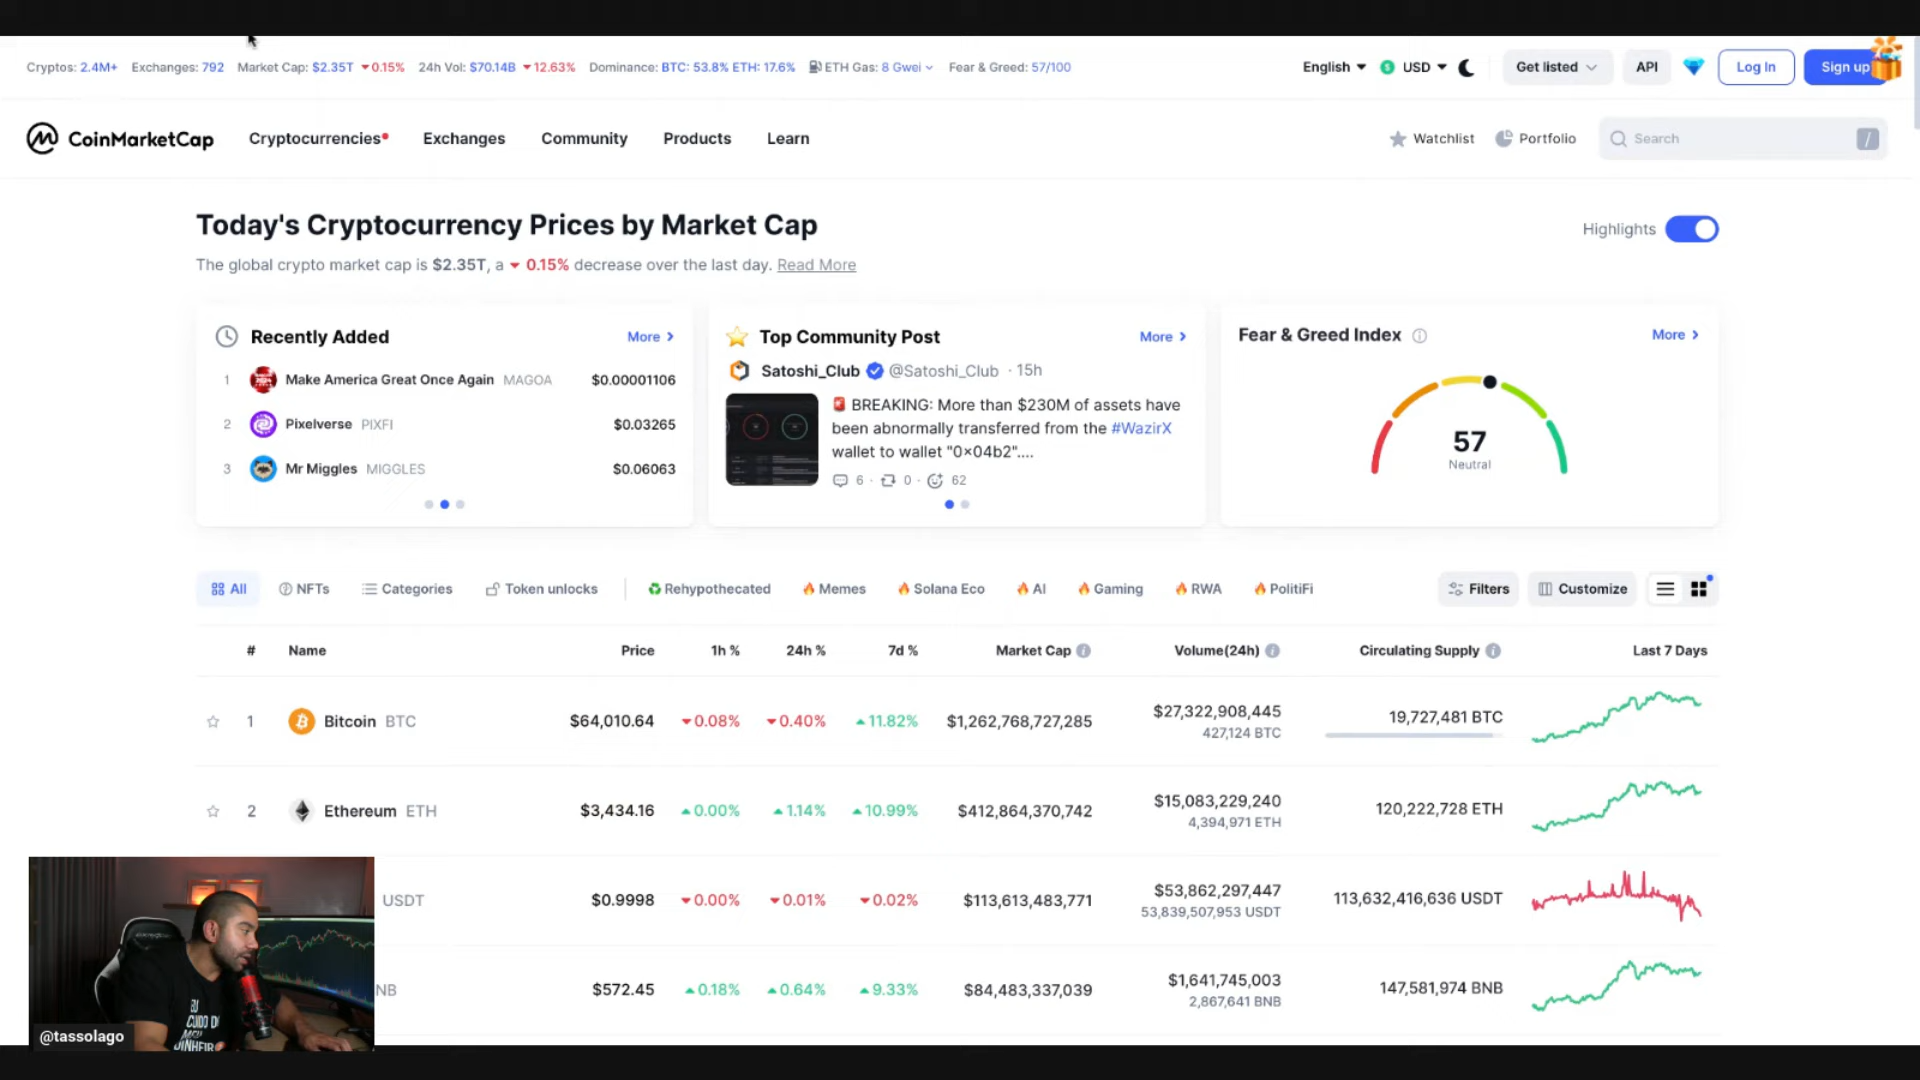 Cryptos: 2.4M+ Exchanges: 792 Market Cap: $2.35T 0.15% 24h Vol: $70.14B 12.63% Dominance: BTC: 53.8% ETH: 17.6% ETH Gas: 8 Gwei Fear & Greed: 57/100
English USD Get listed API Log In Sign up
CoinMarketCap Cryptocurrencies Exchanges Community Products Learn
Watchlist Portfolio Search /
Today's Cryptocurrency Prices by Market Cap
Highlights
The global crypto market cap is $2.35T, a 0.15% decrease over the last day. Read More
Recently Added More >
1 Make America Great Once Again MAGOA $0.00001106
2 Pixelverse PIXFI $0.03265
3 Mr Miggles MIGGLES $0.06063
Top Community Post More >
Satoshi_Club @Satoshi_Club · 15h
BREAKING: More than $230M of assets have
been abnormally transferred from the #WazirX
wallet to wallet "0×04b2"....
6 · 0 · 62
Fear & Greed Index More >
57
Neutral
All NFTs Categories Token unlocks Rehypothecated Memes Solana Eco AI Gaming RWA PolitiFi
Filters Customize
# Name Price 1h % 24h % 7d % Market Cap Volume(24h) Circulating Supply Last 7 Days
1 Bitcoin BTC $64,010.64 0.08% 0.40% 11.82% $1,262,768,727,285 $27,322,908,445 19,727,481 BTC
427,124 BTC
2 Ethereum ETH $3,434.16 0.00% 1.14% 10.99% $412,864,370,742 $15,083,229,240 120,222,728 ETH
4,394,971 ETH
USDT $0.9998 0.00% 0.01% 0.02% $113,613,483,771 $53,862,297,447 113,632,416,636 USDT
53,839,507,953 USDT
NB $572.45 0.18% 0.64% 9.33% $84,483,337,039 $1,641,745,003 147,581,974 BNB
2,867,641 BNB
EU
CUIDO DO
MEU
DINHEIRO
@tassolago